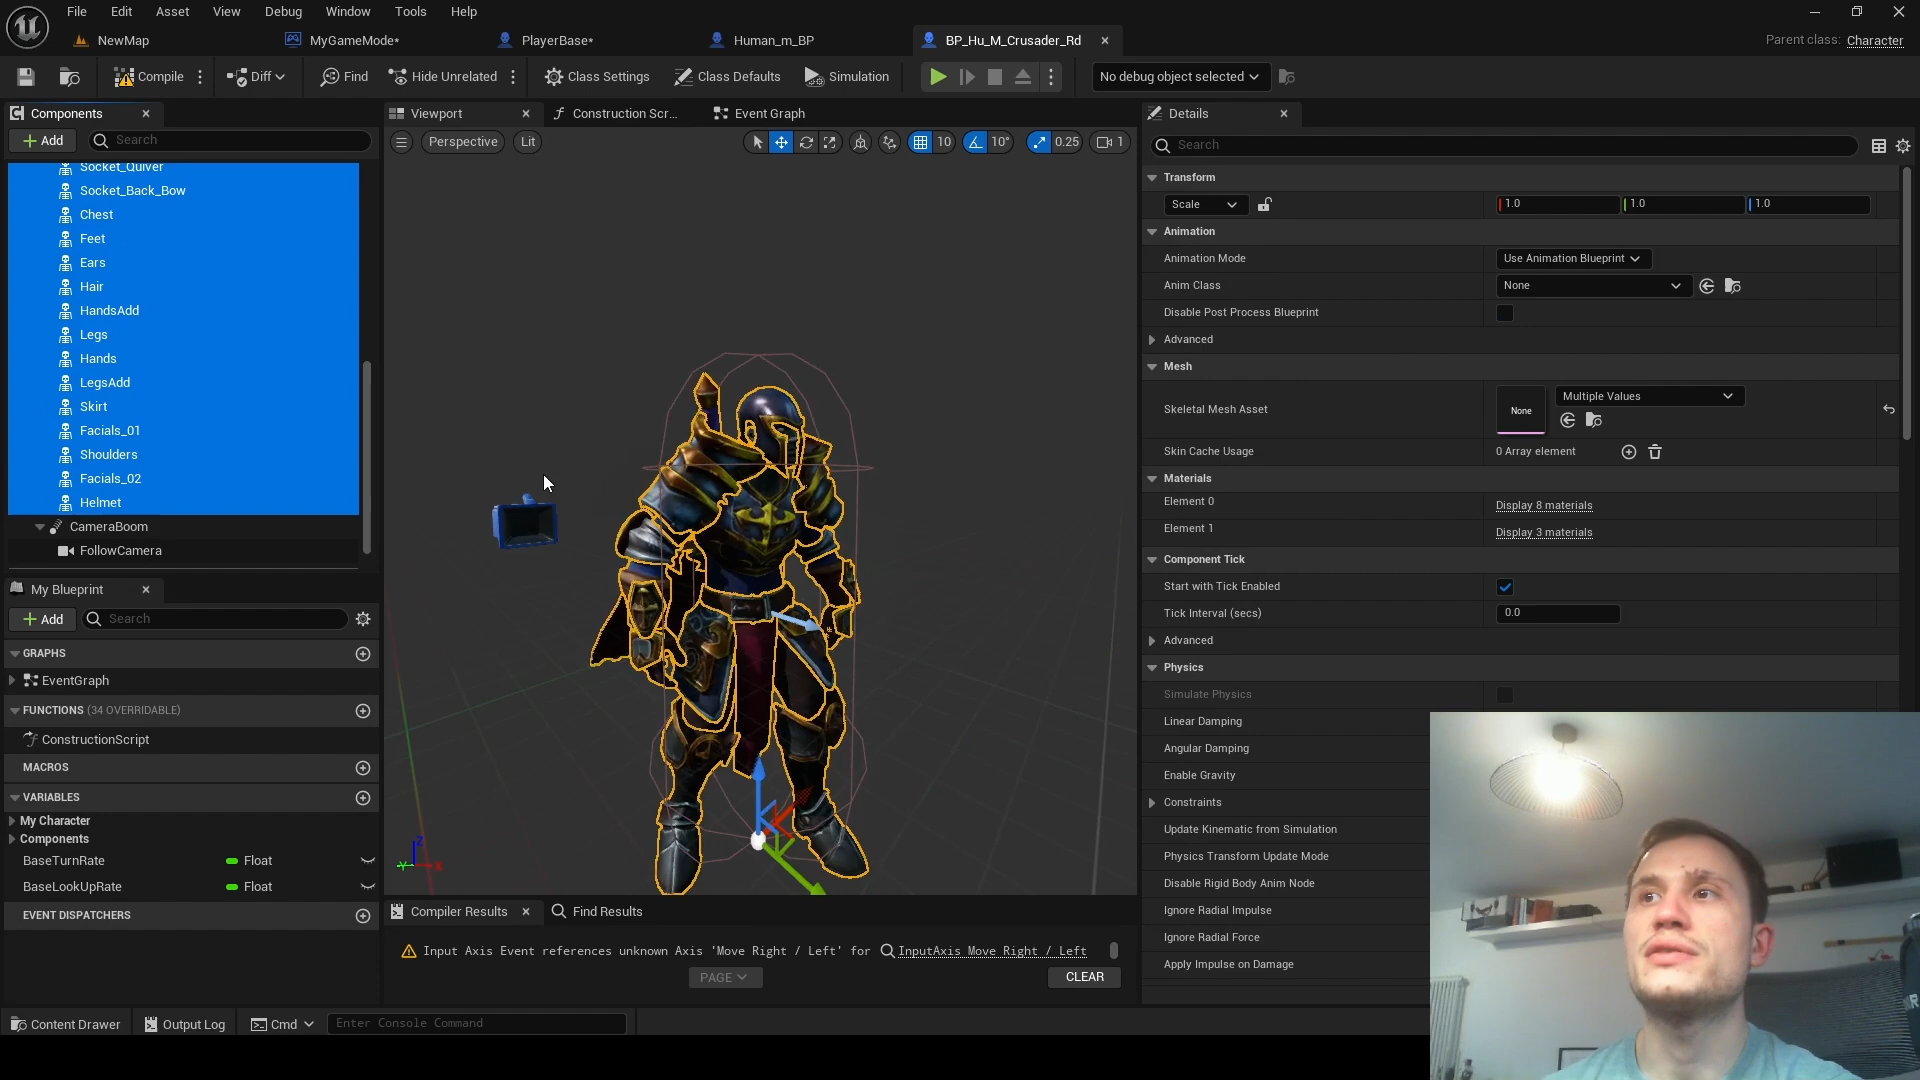 File Edit Asset View Debug Window Tools Help
NewMap MyGameMode* PlayerBase* Human_m_BP BP_Hu_M_Crusader_Rd Parent class: Character
Compile Diff Find Hide Unrelated Class Settings Class Defaults Simulation No debug object selected
Components Viewport Construction Scr... Event Graph Details
Add Search Perspective Lit 10 10° 0.25 1 Search
Socket_Quiver
Socket_Back_Bow
Chest
Feet
Ears
Hair
HandsAdd
Legs
Hands
LegsAdd
Skirt
Facials_01
Shoulders
Facials_02
Helmet
CameraBoom
FollowCamera
My Blueprint
Add Search
GRAPHS
EventGraph
FUNCTIONS (34 OVERRIDABLE)
ConstructionScript
MACROS
VARIABLES
My Character
Components
BaseTurnRate Float
BaseLookUpRate Float
EVENT DISPATCHERS
Z
Y
X
Compiler Results Find Results
Input Axis Event references unknown Axis 'Move Right / Left' for InputAxis Move Right / Left
PAGE CLEAR
Transform
Scale 1.0 1.0 1.0
Animation
Animation Mode Use Animation Blueprint
Anim Class None
Disable Post Process Blueprint
Advanced
Mesh
Skeletal Mesh Asset None Multiple Values
Skin Cache Usage 0 Array element
Materials
Element 0 Display 8 materials
Element 1 Display 3 materials
Component Tick
Start with Tick Enabled
Tick Interval (secs) 0.0
Advanced
Physics
Simulate Physics
Linear Damping
Angular Damping
Enable Gravity
Constraints
Update Kinematic from Simulation
Physics Transform Update Mode
Disable Rigid Body Anim Node
Ignore Radial Impulse
Ignore Radial Force
Apply Impulse on Damage
Content Drawer Output Log Cmd Enter Console Command